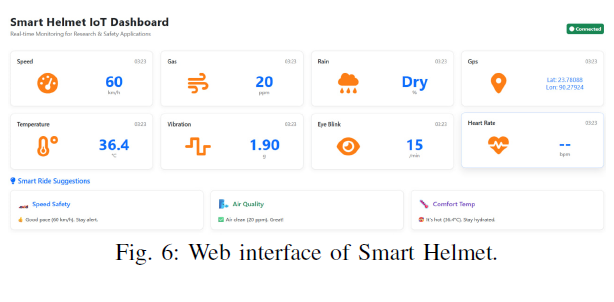 Smart Helmet IoT Dashboard
Real-time Monitoring for Research & Safety Applications
Connected
Speed 03:23
60
km/h
Gas 03:23
20
ppm
Rain 03:23
Dry
%
Gps 03:23
Lat: 23.78088
Lon: 90.27924
Temperature 03:23
36.4
°C
Vibration 03:23
1.90
g
Eye Blink 03:23
15
/min
Heart Rate 03:23
--
bpm
Smart Ride Suggestions
Speed Safety
Good pace (60 km/h). Stay alert.
Air Quality
Air clean (20 ppm). Great!
Comfort Temp
It's hot (36.4°C). Stay hydrated.
Fig. 6: Web interface of Smart Helmet.